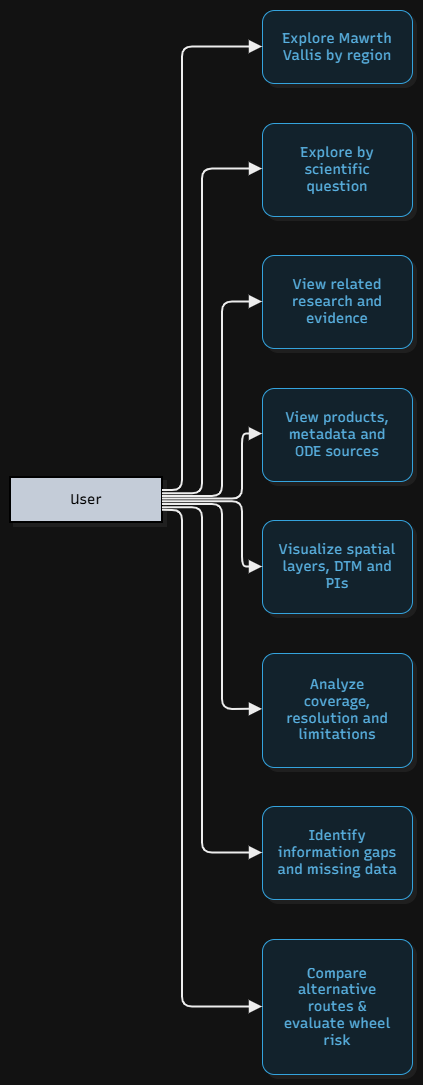 Explore Mawrth
Vallis by region
Explore by
scientific
question
View related
research and
evidence
View products,
metadata and
ODE sources
User
Visualize spatial
layers, DTM and
PIs
Analyze
coverage,
resolution and
limitations
Identify
information gaps
and missing data
Compare
alternative
routes &
evaluate wheel
risk